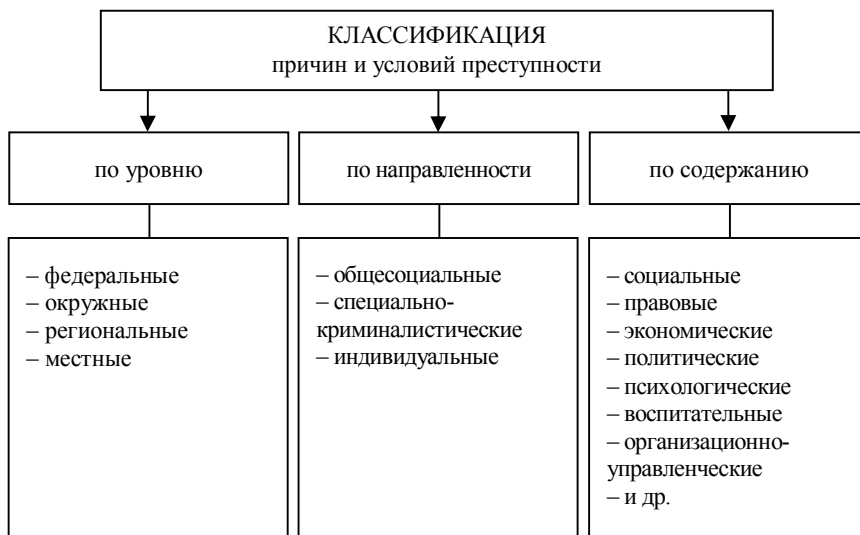 КЛАССИФИКАЦИЯ
причин и условий преступности
по уровню
– федеральные
– окружные
– региональные
– местные
по направленности
– общесоциальные
– специально-
криминалистические
– индивидуальные
по содержанию
– социальные
– правовые
– экономические
– политические
– психологические
– воспитательные
– организационно-
управленческие
– и др.